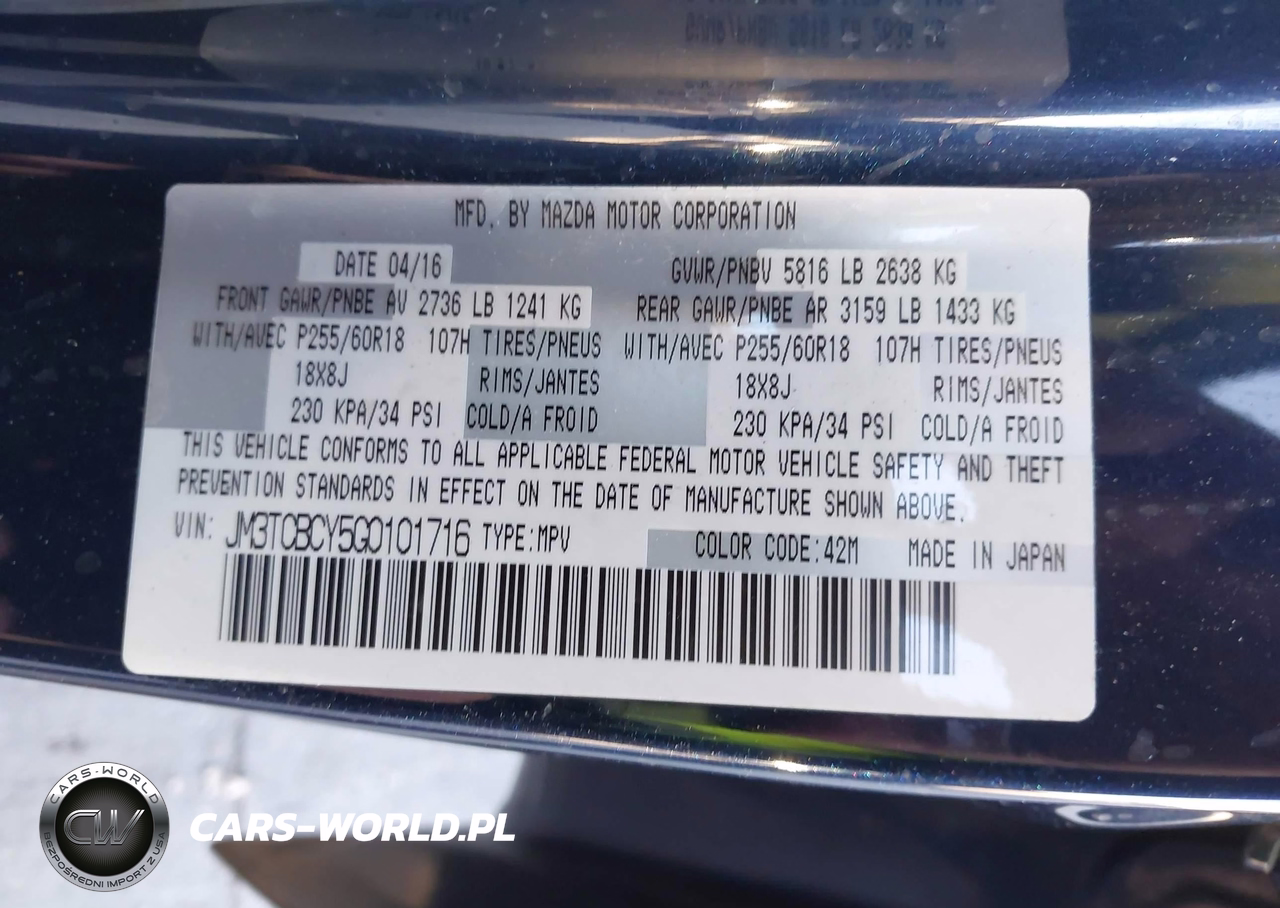 MFD. BY MAZDA MOTOR CORPORATION
DATE 04/16 GVWR/PNBV 5816 LB 2638 KG
FRONT GAWR/PNBE AV 2736 LB 1241 KG REAR GAWR/PNBE AR 3159 LB 1433 KG
WITH/AVEC P255/60R18 107H TIRES/PNEUS WITH/AVEC P255/60R18 107H TIRES/PNEUS
18X8J RIMS/JANTES 18X8J RIMS/JANTES
230 KPA/34 PSI COLD/A FROID 230 KPA/34 PSI COLD/A FROID
THIS VEHICLE CONFORMS TO ALL APPLICABLE FEDERAL MOTOR VEHICLE SAFETY AND THEFT
PREVENTION STANDARDS IN EFFECT ON THE DATE OF MANUFACTURE SHOWN ABOVE.
VIN: JM3TCBCY5G0101716 TYPE:MPV COLOR CODE:42M MADE IN JAPAN
CARS-WORLD
CW
BEZPOŚREDNI IMPORT Z USA
CARS-WORLD.PL